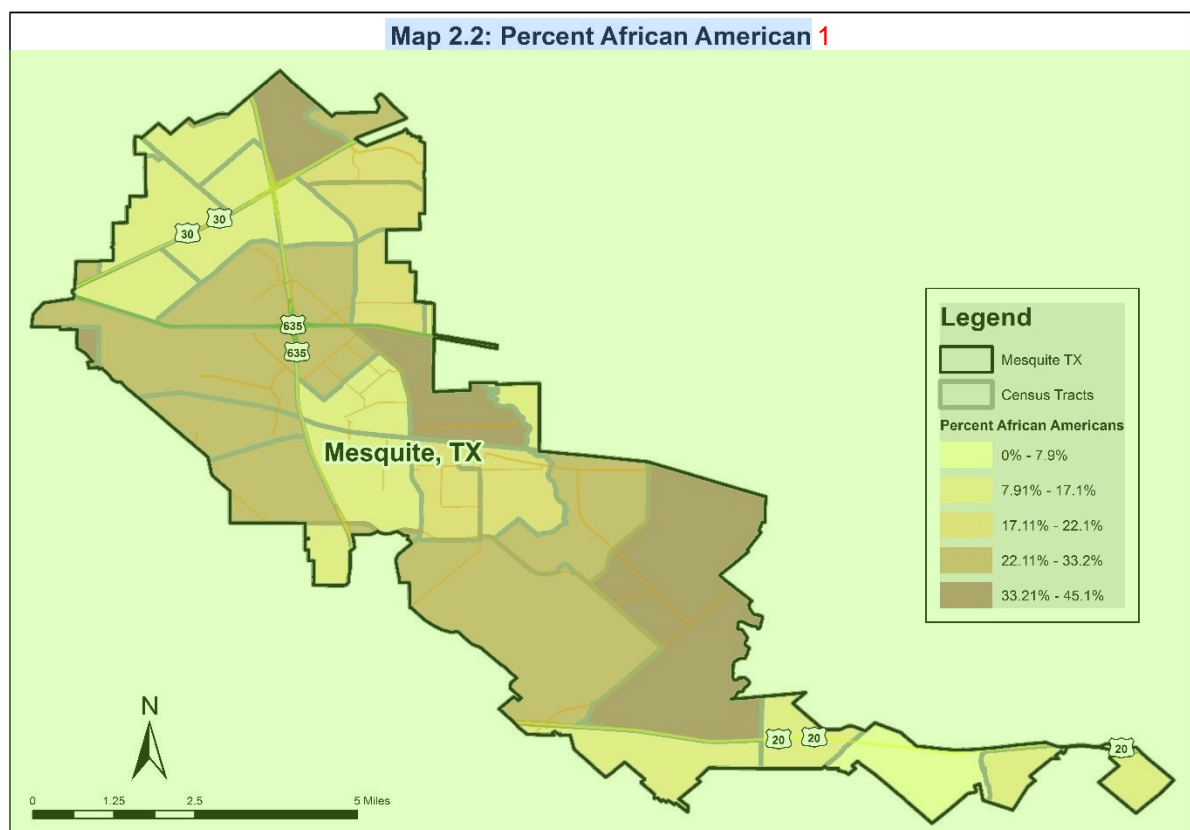 Map 2.2: Percent African American 1
30
30
635
635
Mesquite, TX
Legend
Mesquite TX
Census Tracts
Percent African Americans
0% - 7.9%
7.91% - 17.1%
17.11% - 22.1%
22.11% - 33.2%
33.21% - 45.1%
N
20
20
20
0 1.25 2.5 5 Miles